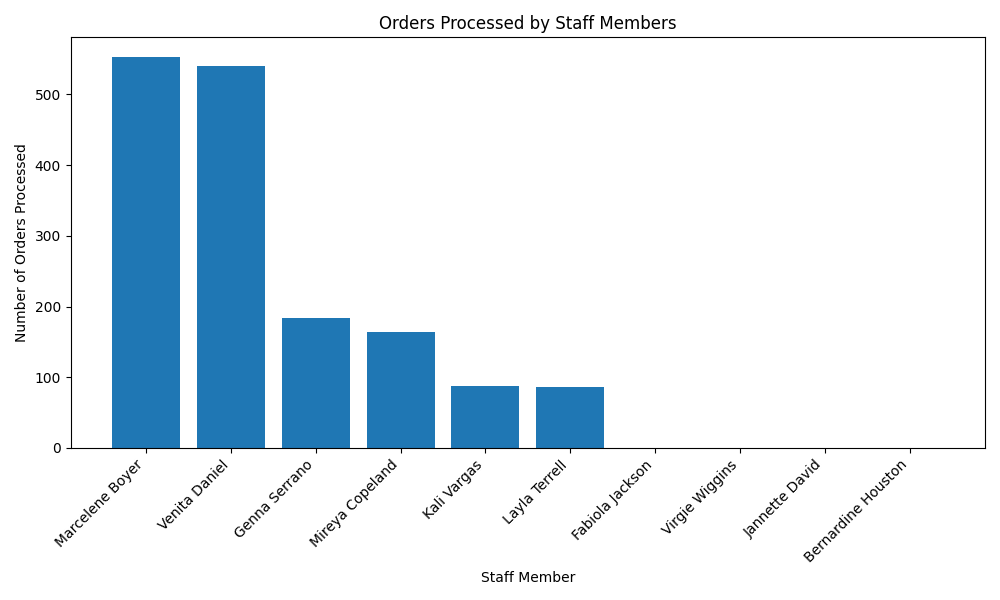 Orders Processed by Staff Members
Number of Orders Processed
500
400
300
200
100
0
Marcelene Boyer
Venita Daniel
Genna Serrano
Mireya Copeland
Kali Vargas
Layla Terrell
Fabiola Jackson
Virgie Wiggins
Jannette David
Bernardine Houston
Staff Member